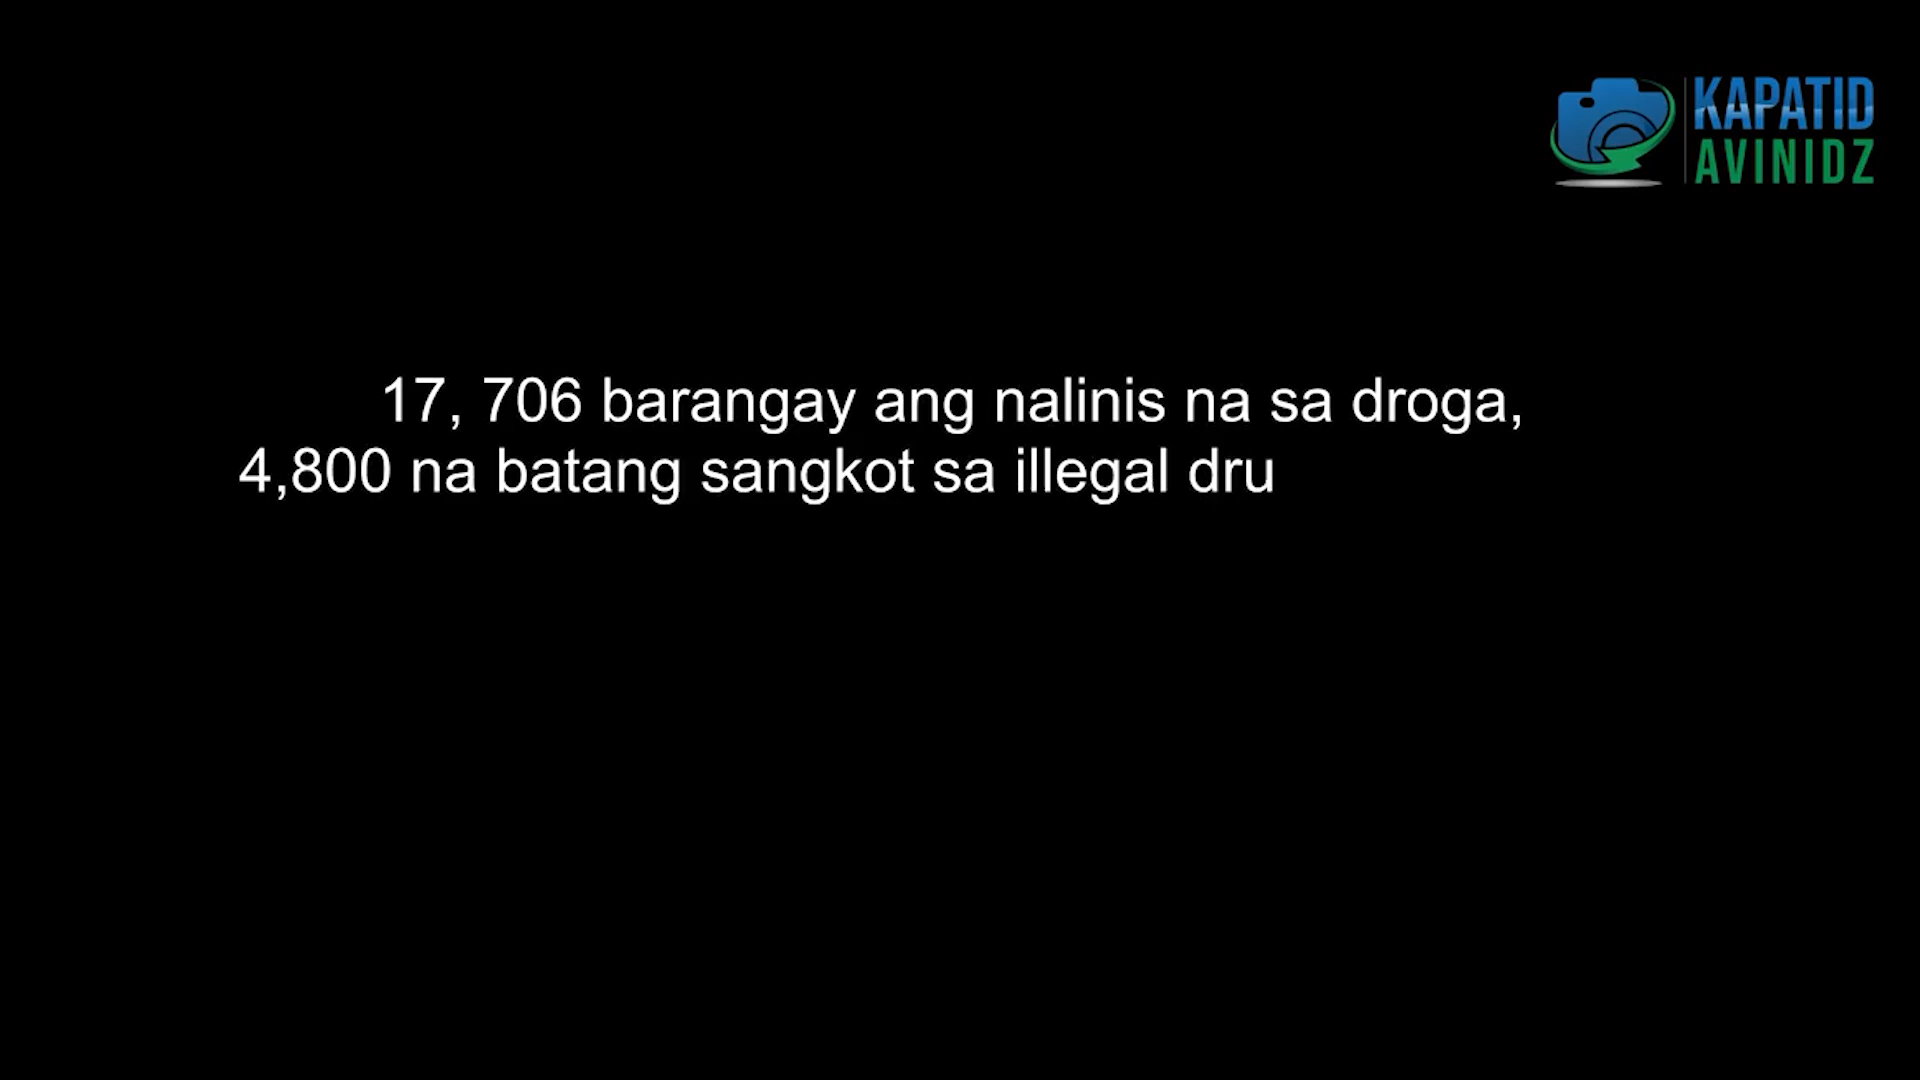 KAPATID
AVINIDZ
17, 706 barangay ang nalinis na sa droga,
4,800 na batang sangkot sa illegal dru